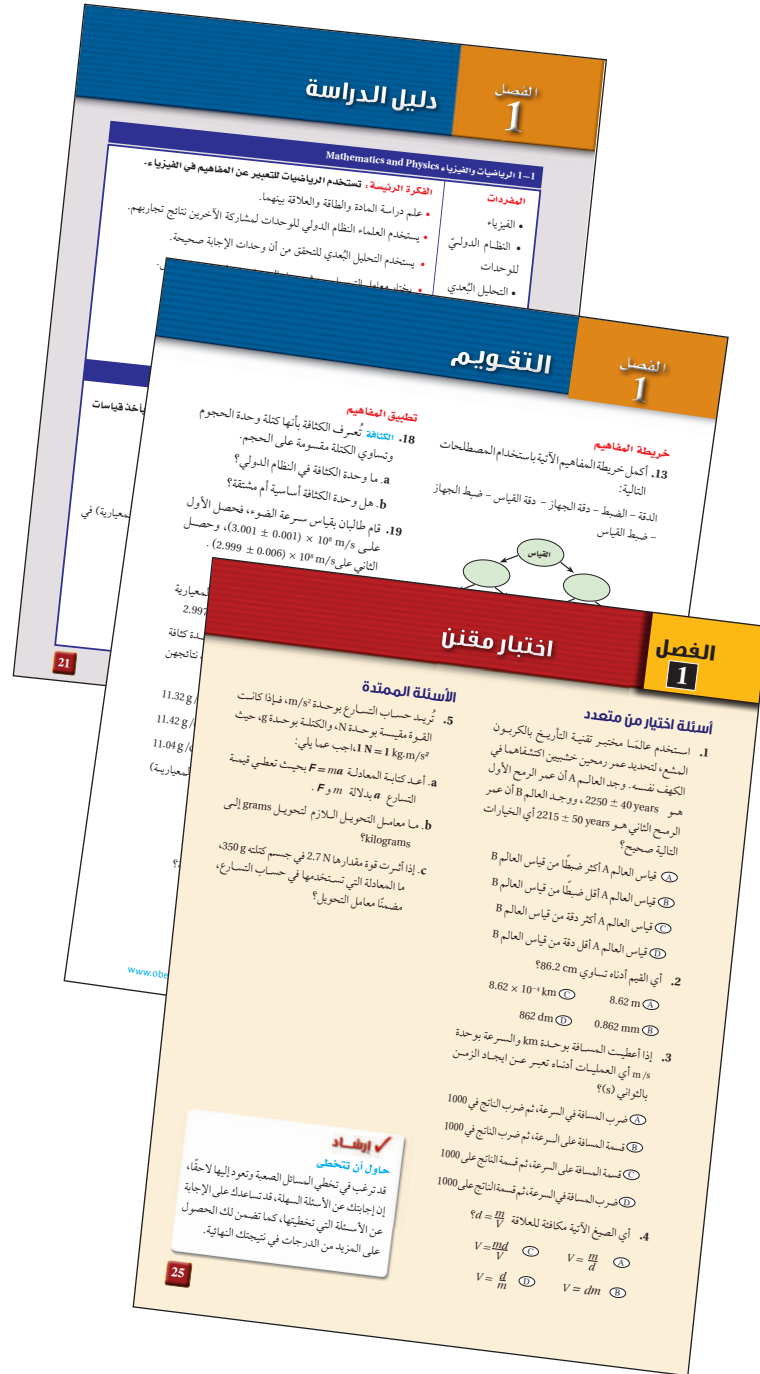 الفصل
1
دليل الدراسة
1-1 الرياضيات والفيزياء Mathematics and Physics
المفردات
• الفيزياء
• النظام الدوليّ
للوحدات
• التحليل البُعدي
الفكرة الرئيسة: تستخدم الرياضيات للتعبير عن المفاهيم في الفيزياء.
• علم دراسة المادة والطاقة والعلاقة بينهما.
• يستخدم العلماء النظام الدولي للوحدات لمشاركة الآخرين نتائج تجاربهم.
• يستخدم التحليل البُعدي للتحقق من أن وحدات الإجابة صحيحة.
قياسات
في
21
الفصل
1
التقويم
خريطة المفاهيم
13. أكمل خريطة المفاهيم الآتية باستخدام المصطلحات
التالية:
الدقة – الضبط – دقة الجهاز – دقة القياس – ضبط الجهاز
– ضبط القياس
القياس
تطبيق المفاهيم
18. الكثافة تُعرف الكثافة بأنها كتلة وحدة الحجوم
وتساوي الكتلة مقسومة على الحجم.
a. ما وحدة الكثافة في النظام الدولي؟
b. هل وحدة الكثافة أساسية أم مشتقة؟
19. قام طالبان بقياس سرعة الضوء، فحصل الأول
على (3.001 ± 0.001) × 10⁸ m/s، وحصل
الثاني على (2.999 ± 0.006) × 10⁸ m/s.
المعيارية
2.997
كثافة
نتائجهن
11.32 g/
11.42 g/
11.04 g/
المعيارية)
www.obe
الفصل
1
اختبار مقنن
أسئلة اختيار من متعدد
1. استخدم عالمَا مختبر تقنية التأريخ بالكربون
المشع، لتحديد عمر رمحين خشبيين اكتشفاهما في
الكهف نفسه. وجد العالم A أن عمر الرمح الأول
هو 2250 ± 40 years، ووجد العالم B أن عمر
الرمح الثاني هو 2215 ± 50 years أي الخيارات
التالية صحيح؟
A قياس العالم A أكثر ضبطًا من قياس العالم B
B قياس العالم A أقل ضبطًا من قياس العالم B
C قياس العالم A أكثر دقة من قياس العالم B
D قياس العالم A أقل دقة من قياس العالم B
2. أي القيم أدناه تساوي 86.2 cm؟
A 8.62 m C 8.62 × 10⁻⁴ km
B 0.862 mm D 862 dm
3. إذا أعطيت المسافة بوحدة km والسرعة بوحدة
m/s أي العمليات أدناه تعبر عن ايجاد الزمن
بالثواني (s)؟
A ضرب المسافة في السرعة، ثم ضرب الناتج في 1000
B قسمة المسافة على السرعة، ثم ضرب الناتج في 1000
C قسمة المسافة على السرعة، ثم قسمة الناتج على 1000
D ضرب المسافة في السرعة، ثم قسمة الناتج على 1000
4. أي الصيغ الآتية مكافئة للعلاقة d = m/V؟
A V = m/d C V = md/V
B V = dm D V = d/m
الأسئلة الممتدة
5. تُريد حساب التسارع بوحدة m/s²، فإذا كانت
القوة مقيسة بوحدة N، والكتلة بوحدة g، حيث
1 N = 1 kg.m/s²، اجب عما يلي:
a. أعد كتابة المعادلة F = ma بحيث تعطي قيمة
التسارع a بدلالة m و F.
b. ما معامل التحويل اللازم لتحويل grams إلى
kilograms؟
c. إذا أثرت قوة مقدارها 2.7 N في جسم كتلته 350 g،
ما المعادلة التي تستخدمها في حساب التسارع،
مضمنًا معامل التحويل؟
✓ إرشاد
حاول أن تتخطى
قد ترغب في تخطي المسائل الصعبة وتعود إليها لاحقًا،
إن إجابتك عن الأسئلة السهلة، قد تساعدك على الإجابة
عن الأسئلة التي تخطيتها، كما تضمن لك الحصول
على المزيد من الدرجات في نتيجتك النهائية.
25